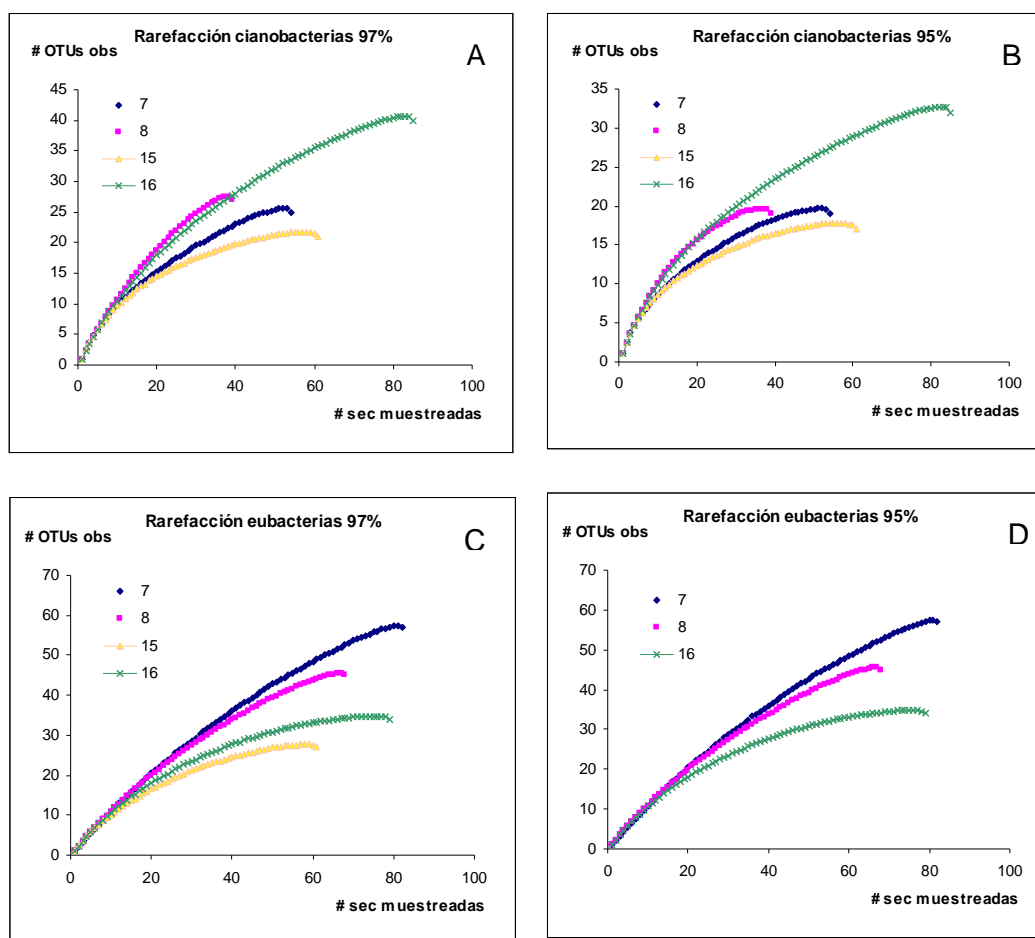 Rarefacción cianobacterias 97%
# OTUs obs
A
45
40
35
30
25
20
15
10
5
0
7
8
15
16
0 20 40 60 80 100
# sec muestreadas
Rarefacción cianobacterias 95%
# OTUs obs
B
35
30
25
20
15
10
5
0
7
8
15
16
0 20 40 60 80 100
# sec muestreadas
Rarefacción eubacterias 97%
# OTUs obs
C
70
60
50
40
30
20
10
0
7
8
15
16
0 20 40 60 80 100
# sec muestreadas
Rarefacción eubacterias 95%
# OTUs obs
D
70
60
50
40
30
20
10
0
7
8
16
0 20 40 60 80 100
# sec muestreadas